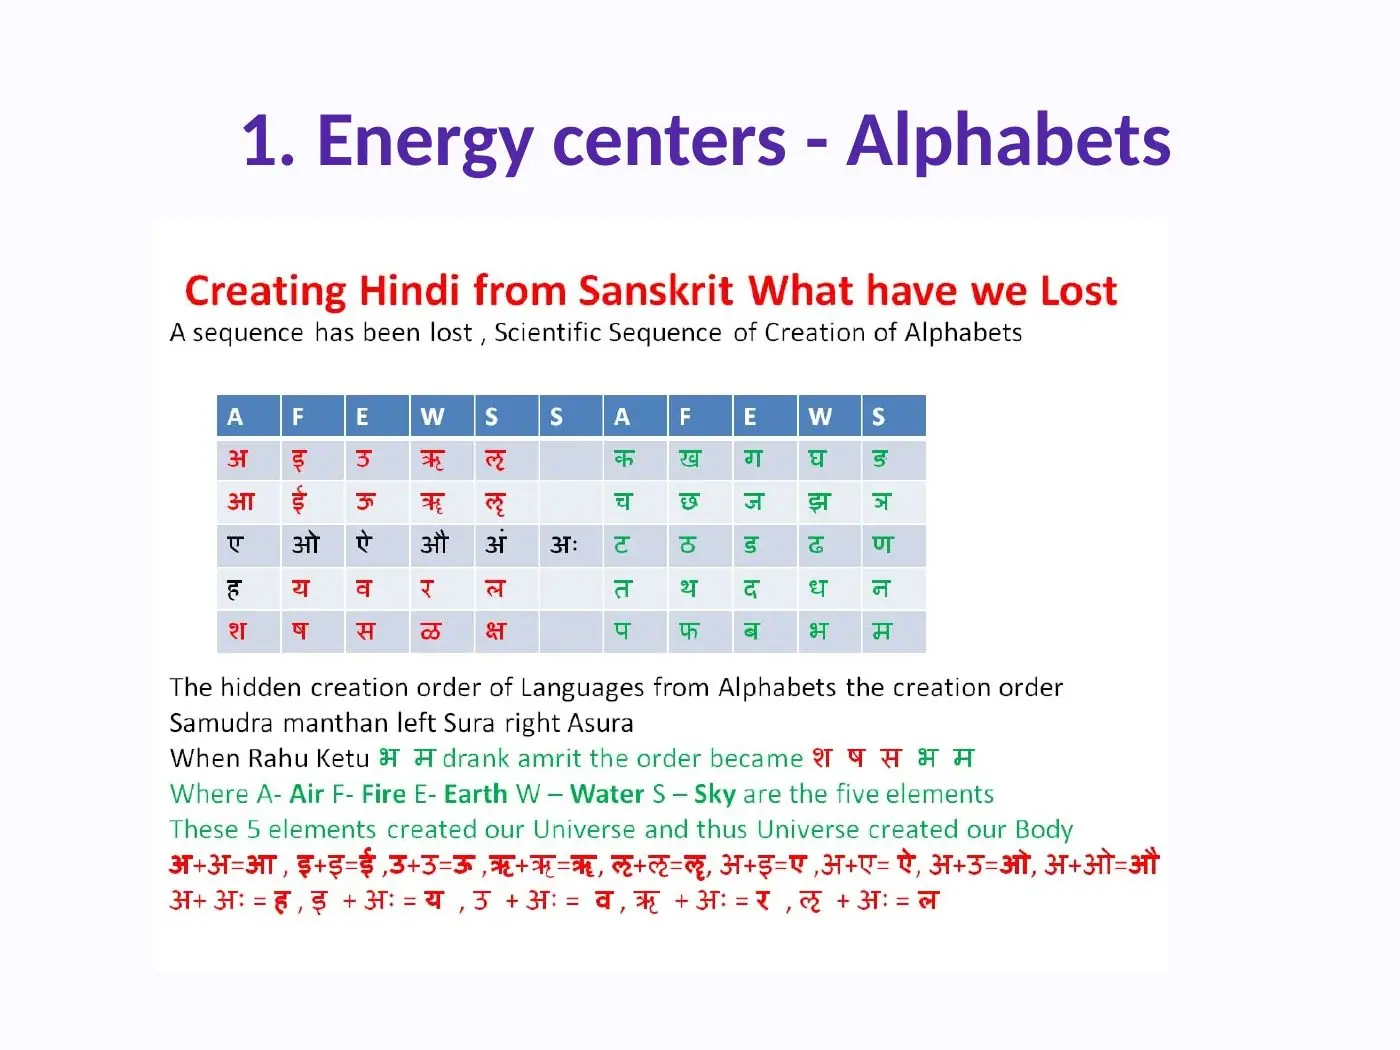 1. Energy centers - Alphabets
Creating Hindi from Sanskrit What have we Lost
A sequence has been lost , Scientific Sequence of Creation of Alphabets
A F E W S S A F E W S
अ इ उ ऋ ऌ क ख ग घ ङ
आ ई ऊ ॠ ॡ च छ ज झ ञ
ए ओ ऐ औ अं अः ट ठ ड ढ ण
ह य व र ल त थ द ध न
श ष स ळ क्ष प फ ब भ म
The hidden creation order of Languages from Alphabets the creation order
Samudra manthan left Sura right Asura
When Rahu Ketu भ म drank amrit the order became श ष स भ म
Where A- Air F- Fire E- Earth W – Water S – Sky are the five elements
These 5 elements created our Universe and thus Universe created our Body
अ+अ=आ , इ+इ=ई ,उ+उ=ऊ ,ऋ+ऋ=ॠ, ऌ+ऌ=ॡ, अ+इ=ए ,अ+ए= ऐ, अ+उ=ओ, अ+ओ=औ
अ+ अः = ह , इ + अः = य , उ + अः = व , ऋ + अः = र , ऌ + अः = ल